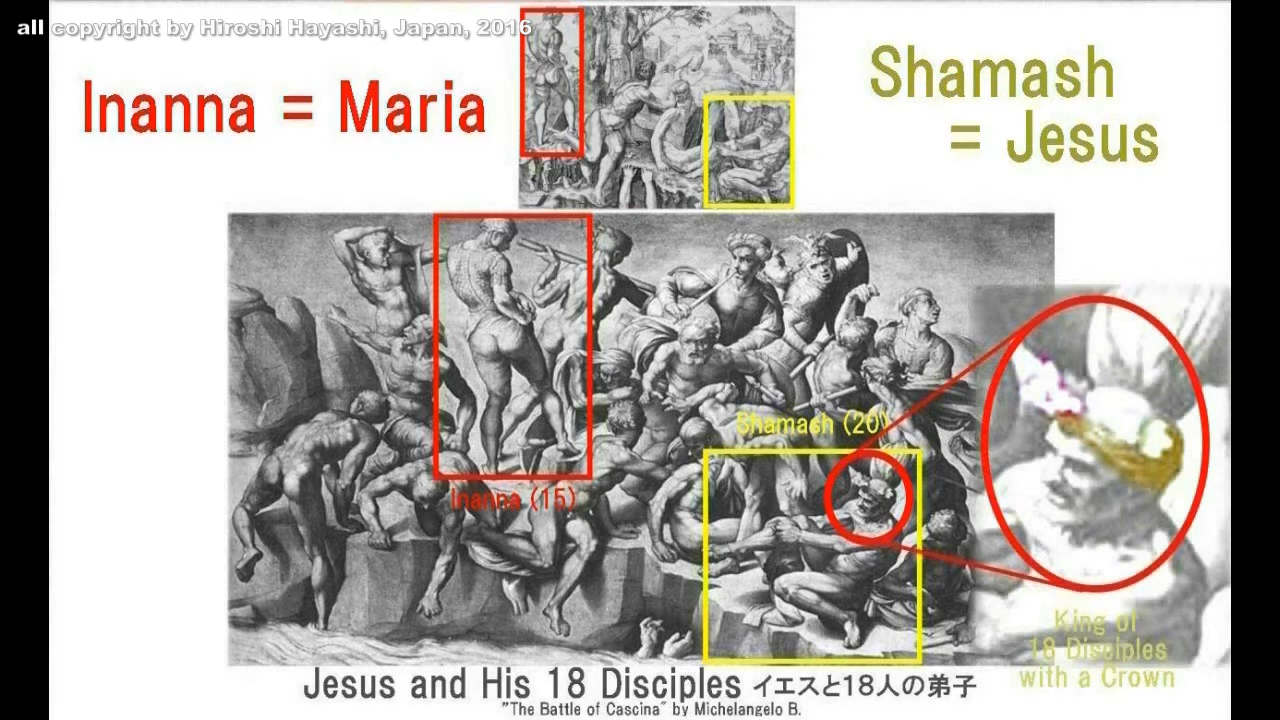 all copyright by Hiroshi Hayashi, Japan, 2016
Inanna = Maria
Shamash
= Jesus
Shamash (20)
Inanna (15)
King of
18 Disciples
with a Crown
Jesus and His 18 Disciples イエスと18人の弟子
"The Battle of Cascina" by Michelangelo B.